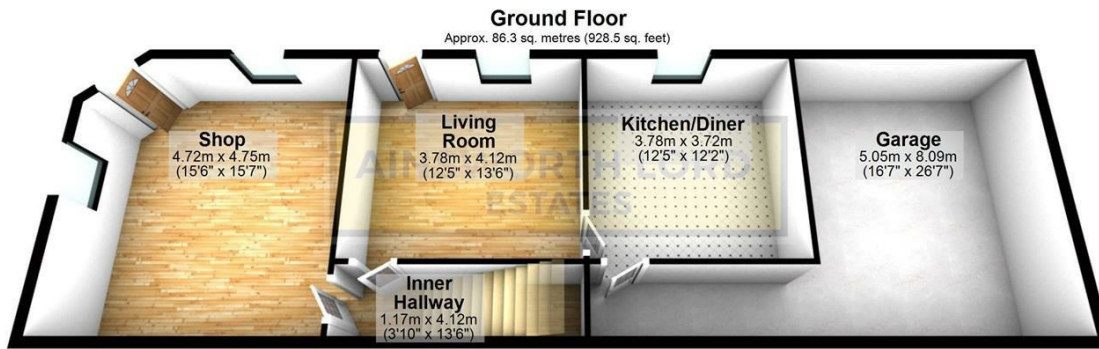 Ground Floor
Approx. 86.3 sq. metres (928.5 sq. feet)
Shop
4.72m x 4.75m
(15'6" x 15'7")
Living
Room
3.78m x 4.12m
(12'5" x 13'6")
Kitchen/Diner
3.78m x 3.72m
(12'5" x 12'2")
Garage
5.05m x 8.09m
(16'7" x 26'7")
AINSWORTH LORD
ESTATES
Inner
Hallway
1.17m x 4.12m
(3'10" x 13'6")